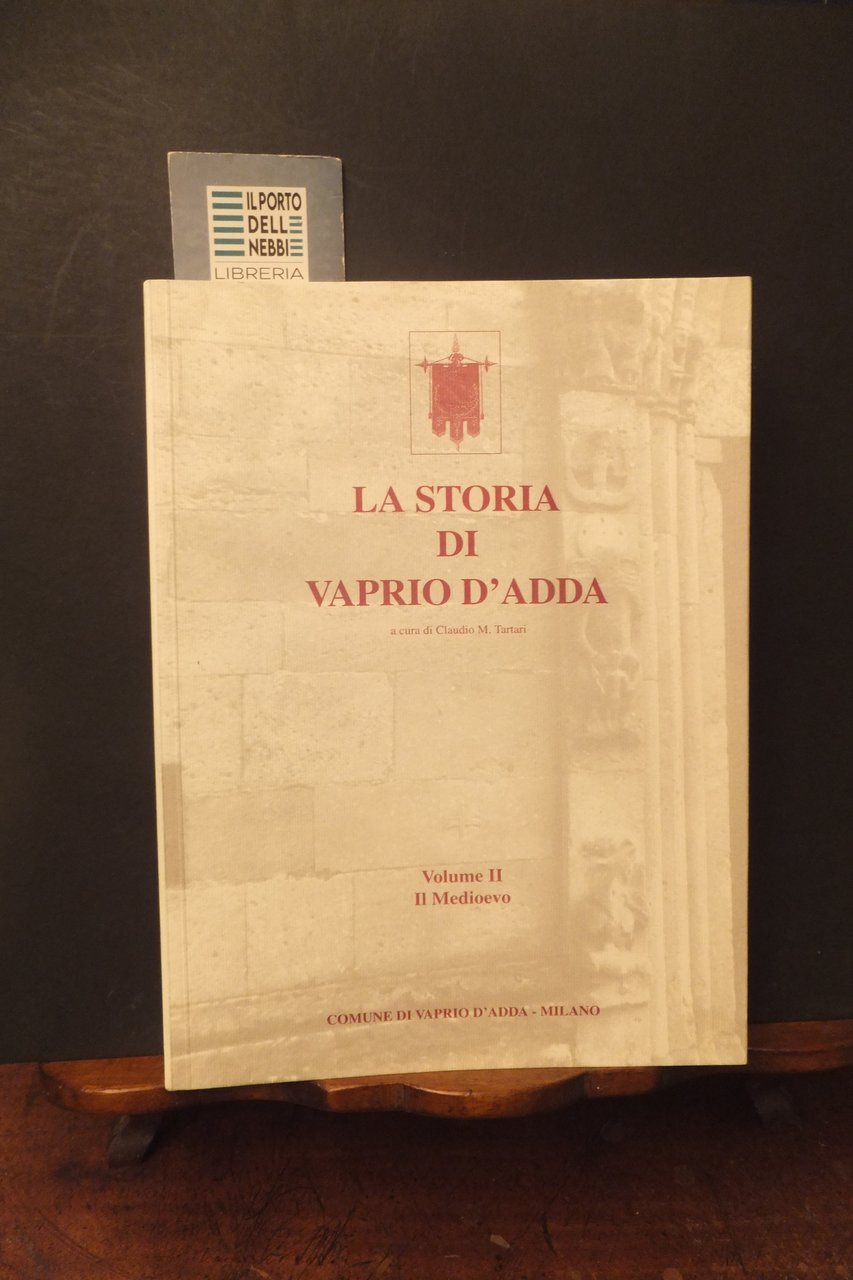 IL PORTO
DELL
NEBBI
LIBRERIA
LA STORIA
DI
VAPRIO D'ADDA
a cura di Claudio M. Tartari
Volume II
Il Medioevo
COMUNE DI VAPRIO D'ADDA - MILANO